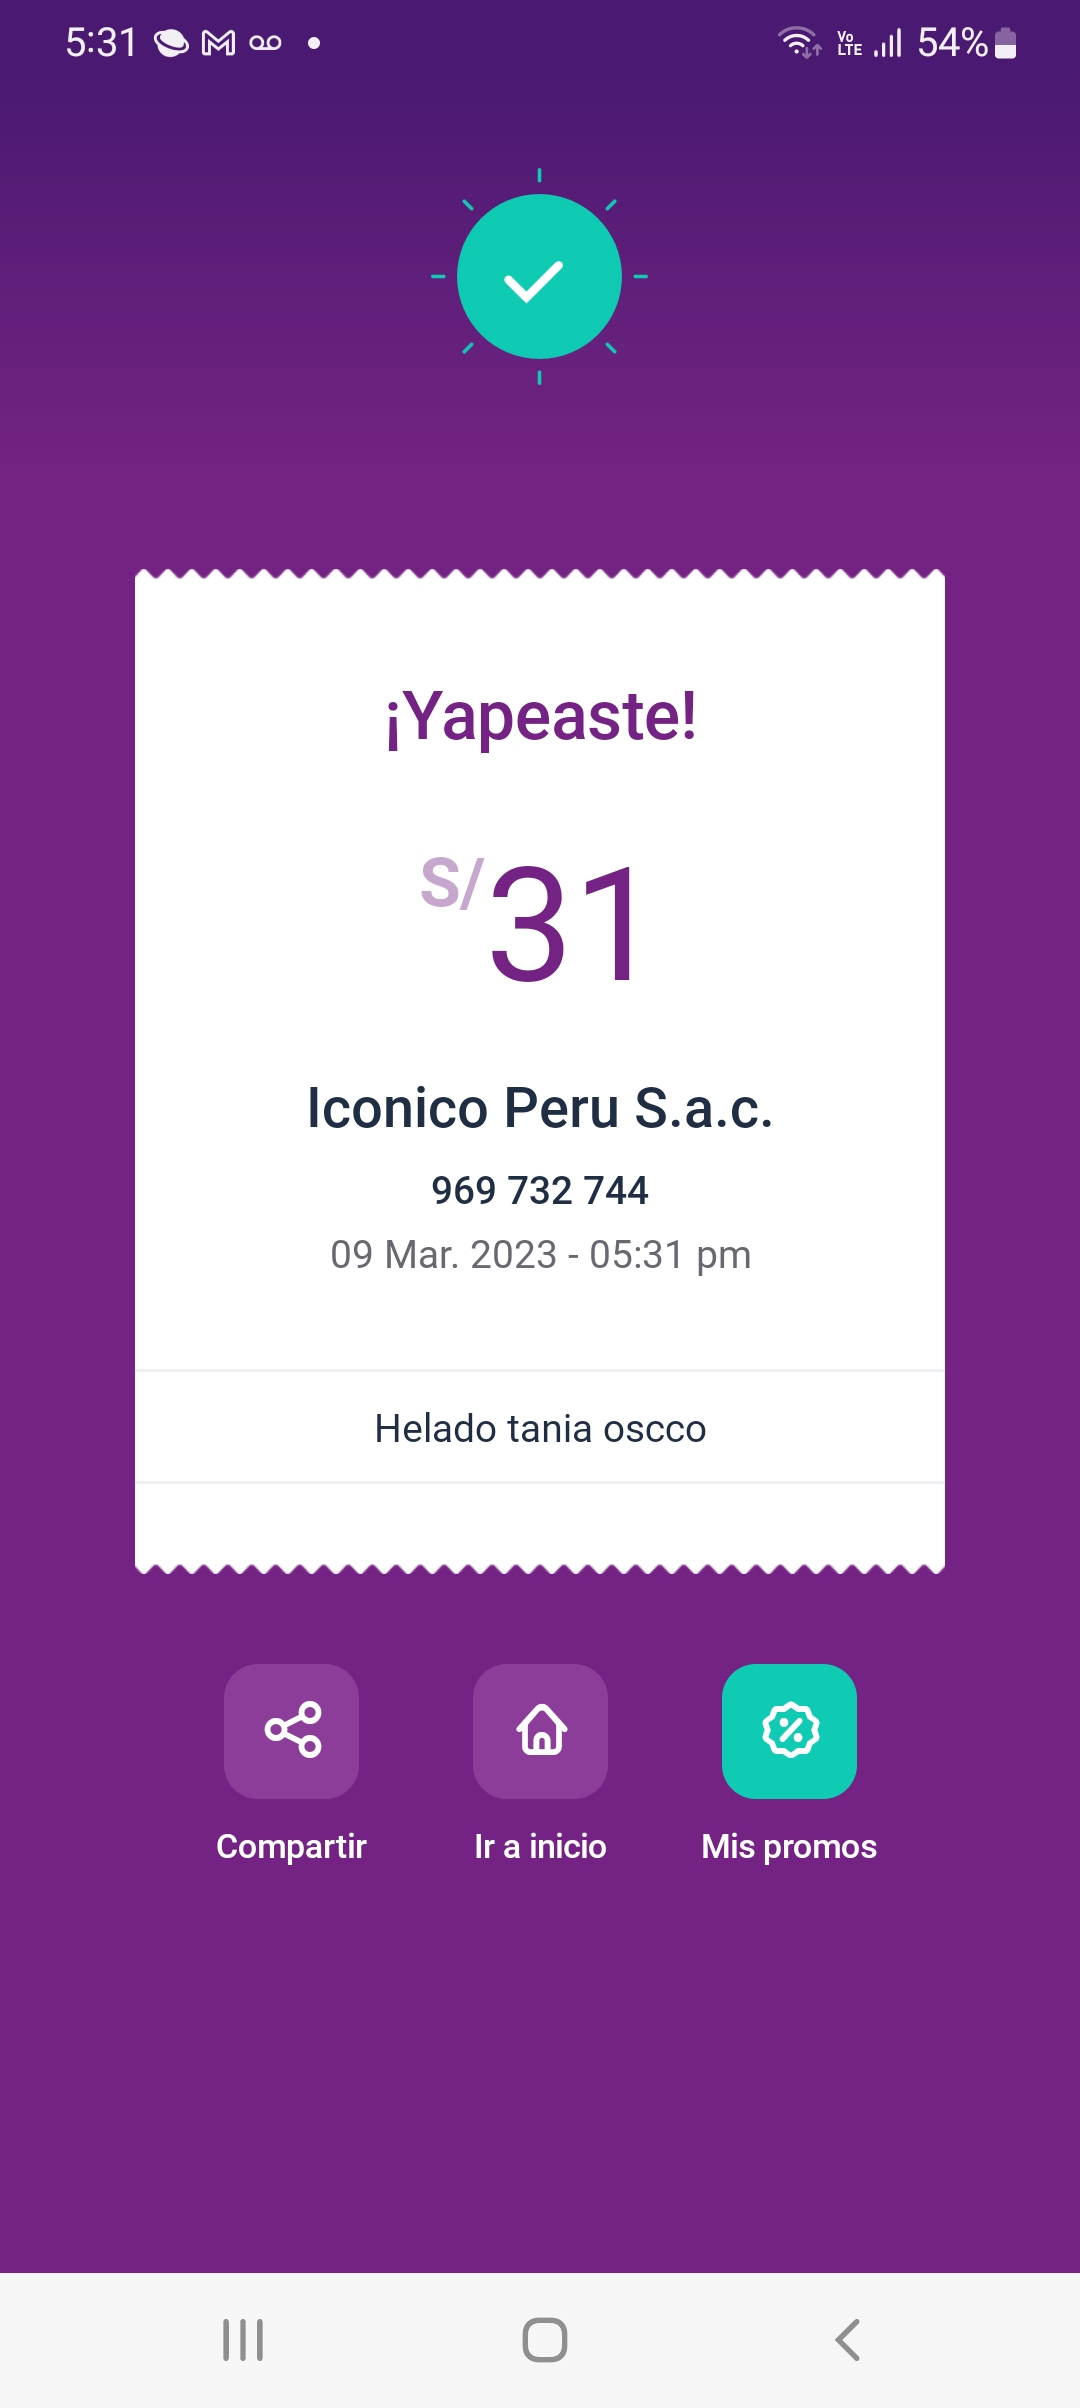 5:31 Vo LTE 54%
¡Yapeaste!
S/31
Iconico Peru S.a.c.
969 732 744
09 Mar. 2023 - 05:31 pm
Helado tania oscco
Compartir Ir a inicio Mis promos